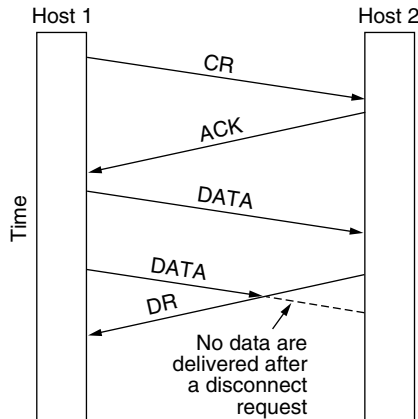 Host 1
Host 2
CR
ACK
Time
DATA
DATA
DR
No data are
delivered after
a disconnect
request